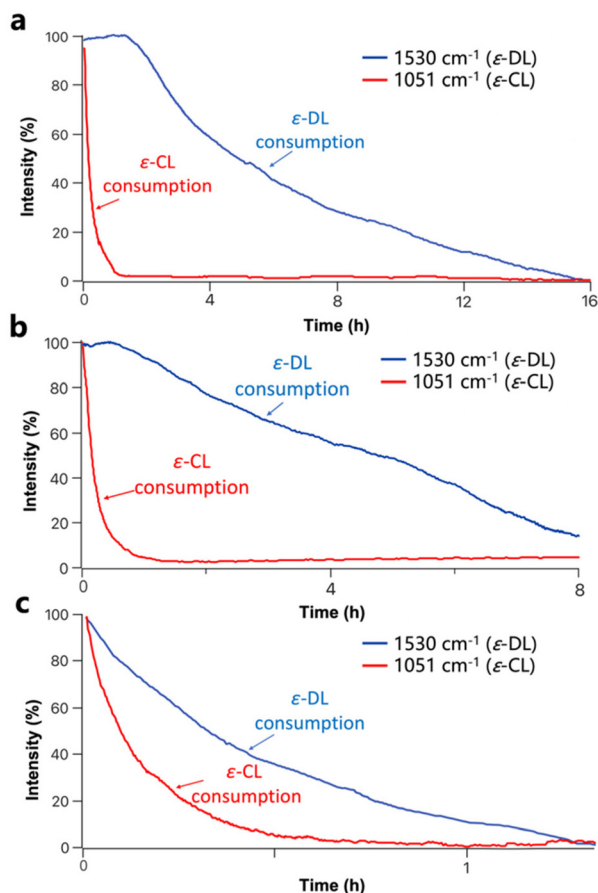 a
Intensity (%)
100
80
60
40
20
0
1530 cm⁻¹ (ε-DL)
1051 cm⁻¹ (ε-CL)
ε-DL
consumption
ε-CL
consumption
0
4
8
12
16
Time (h)
b
Intensity (%)
100
80
60
40
20
0
1530 cm⁻¹ (ε-DL)
1051 cm⁻¹ (ε-CL)
ε-DL
consumption
ε-CL
consumption
0
4
8
Time (h)
c
Intensity (%)
100
80
60
40
20
0
1530 cm⁻¹ (ε-DL)
1051 cm⁻¹ (ε-CL)
ε-DL
consumption
ε-CL
consumption
0
1
Time (h)